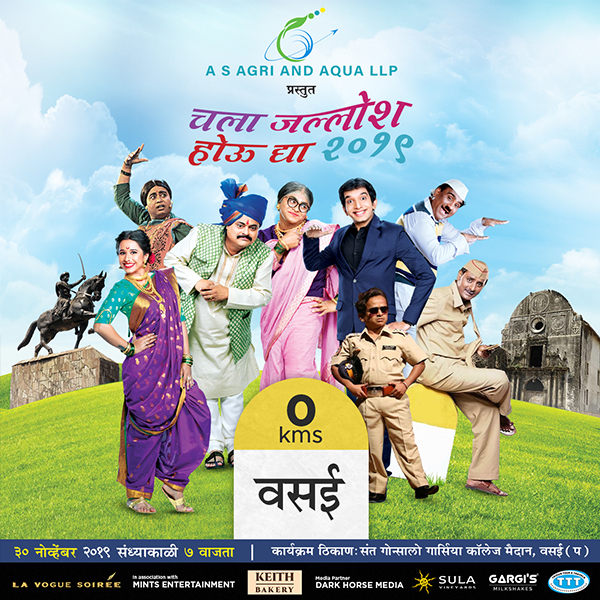 A S AGRI AND AQUA LLP
प्रस्तुत
चला जल्लोश
होऊ द्या २०१९
0
kms
वसई
३० नोव्हेंबर २०१९ संध्याकाळी ७ वाजता | कार्यक्रम ठिकाण: संत गोन्सालो गार्सिया कॉलेज मैदान, वसई (प)
LA VOGUE SOIRÉE
In association with
MINTS ENTERTAINMENT
KEITH
BAKERY
Media Partner
DARK HORSE MEDIA
SULA
VINEYARDS
GARGI'S
MILKSHAKES
TTT